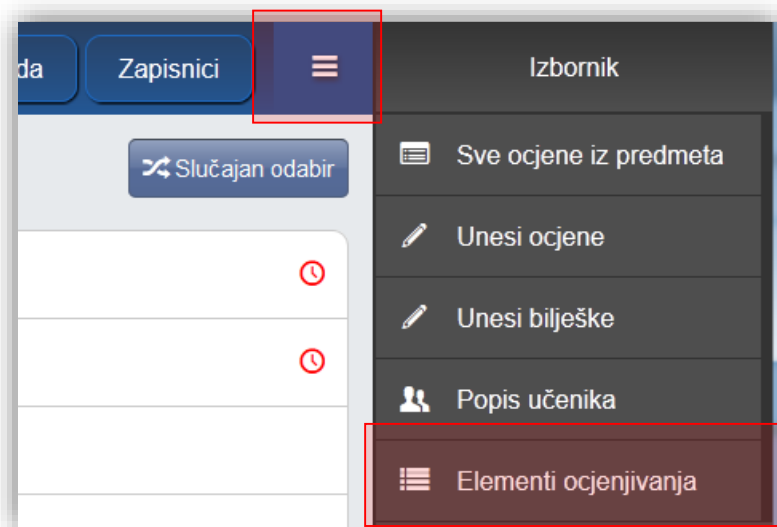 da
Zapisnici
Izbornik
Slučajan odabir
Sve ocjene iz predmeta
Unesi ocjene
Unesi bilješke
Popis učenika
Elementi ocjenjivanja